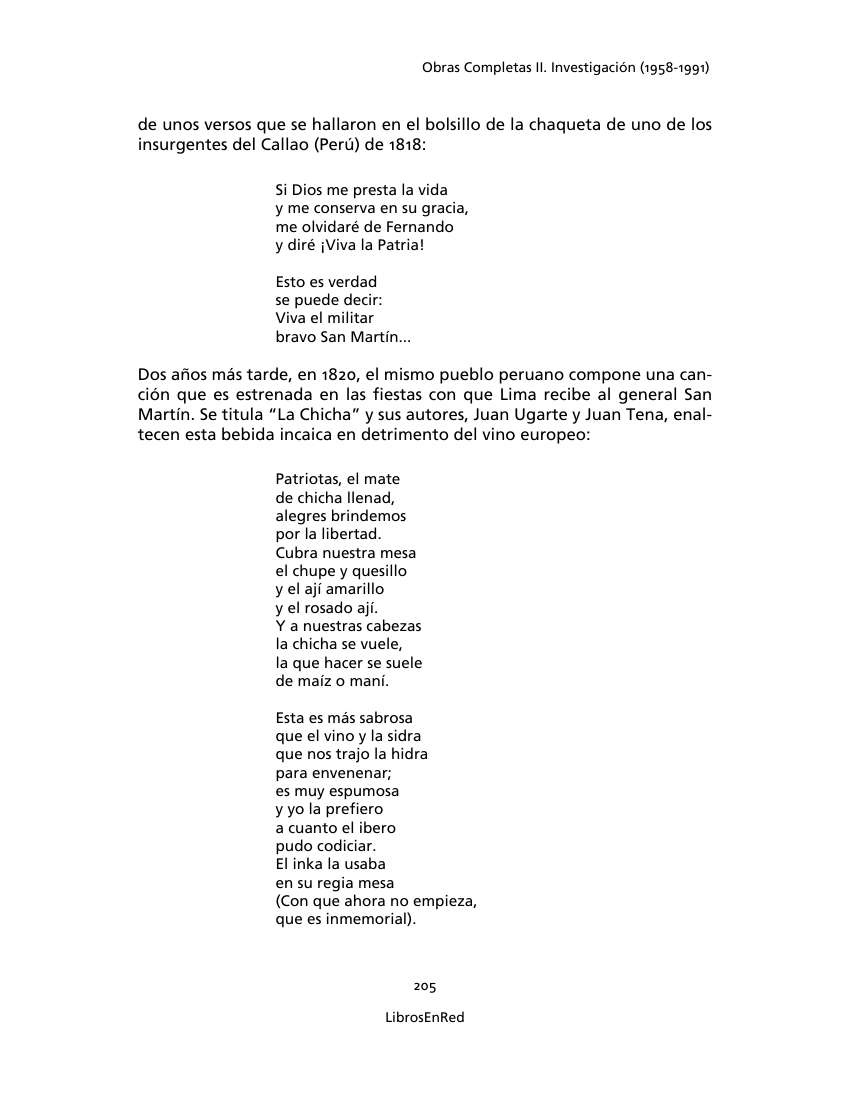 Obras Completas II. Investigación (1958-1991)
de unos versos que se hallaron en el bolsillo de la chaqueta de uno de los
insurgentes del Callao (Perú) de 1818:
Si Dios me presta la vida
y me conserva en su gracia,
me olvidaré de Fernando
y diré ¡Viva la Patria!
Esto es verdad
se puede decir:
Viva el militar
bravo San Martín...
Dos años más tarde, en 1820, el mismo pueblo peruano compone una can-
ción que es estrenada en las fiestas con que Lima recibe al general San
Martín. Se titula “La Chicha” y sus autores, Juan Ugarte y Juan Tena, enal-
tecen esta bebida incaica en detrimento del vino europeo:
Patriotas, el mate
de chicha llenad,
alegres brindemos
por la libertad.
Cubra nuestra mesa
el chupe y quesillo
y el ají amarillo
y el rosado ají.
Y a nuestras cabezas
la chicha se vuele,
la que hacer se suele
de maíz o maní.
Esta es más sabrosa
que el vino y la sidra
que nos trajo la hidra
para envenenar;
es muy espumosa
y yo la prefiero
a cuanto el ibero
pudo codiciar.
El inka la usaba
en su regia mesa
(Con que ahora no empieza,
que es inmemorial).
205
LibrosEnRed